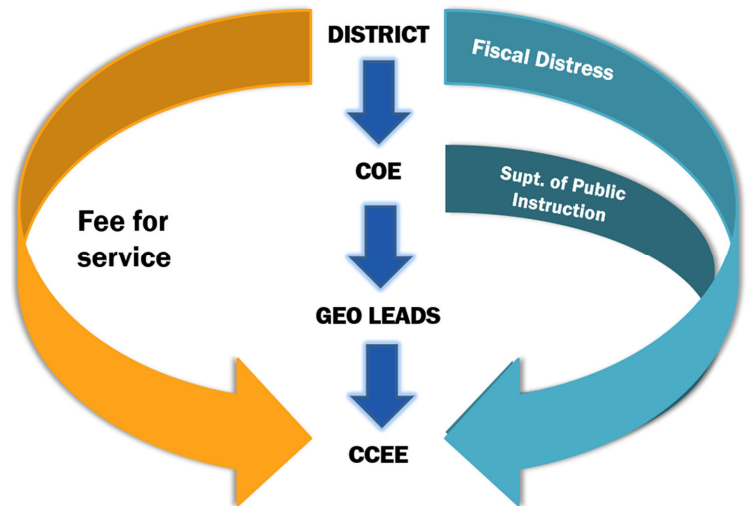 DISTRICT
Fiscal Distress
COE
Supt. of Public
Instruction
Fee for
service
GEO LEADS
CCEE